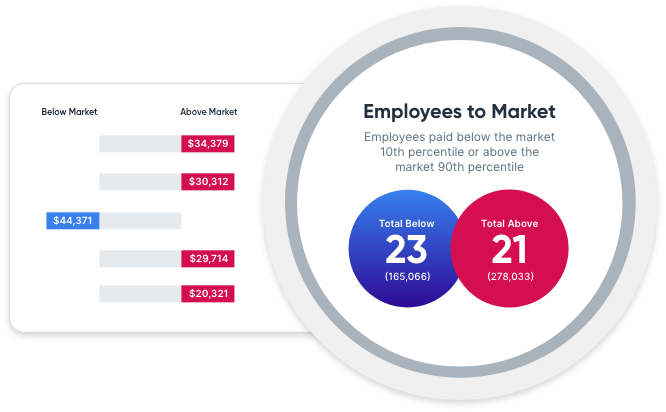 Below Market
Above Market
$34,379
$30,312
$44,371
$29,714
$20,321
Employees to Market
Employees paid below the market
10th percentile or above the
market 90th percentile
Total Below
23
(165,066)
Total Above
21
(278,033)